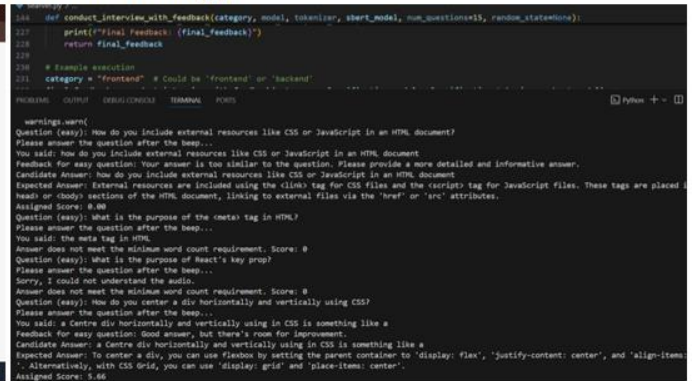 144 def conduct_interview_with_feedback(category, model, tokenizer, sbert_model, num_questions=15, random_state=None):
227 print(f"Final Feedback: {final_feedback}")
228 return final_feedback
229
230 # Example execution
231 category = "frontend" # Could be 'frontend' or 'backend'
PROBLEMS OUTPUT DEBUG CONSOLE TERMINAL PORTS
Python
warnings.warn(
Question (easy): How do you include external resources like CSS or JavaScript in an HTML document?
Please answer the question after the beep...
You said: how do you include external resources like CSS or JavaScript in an HTML document
Feedback for easy question: Your answer is too similar to the question. Please provide a more detailed and informative answer.
Candidate Answer: how do you include external resources like CSS or JavaScript in an HTML document
Expected Answer: External resources are included using the <link> tag for CSS files and the <script> tag for JavaScript files. These tags are placed i
head> or <body> sections of the HTML document, linking to external files via the 'href' or 'src' attributes.
Assigned Score: 0.00
Question (easy): What is the purpose of the <meta> tag in HTML?
Please answer the question after the beep...
You said: the meta tag in HTML
Answer does not meet the minimum word count requirement. Score: 0
Question (easy): What is the purpose of React's key prop?
Please answer the question after the beep...
Sorry, I could not understand the audio.
Answer does not meet the minimum word count requirement. Score: 0
Question (easy): How do you center a div horizontally and vertically using CSS?
Please answer the question after the beep...
You said: a Centre div horizontally and vertically using in CSS is something like a
Feedback for easy question: Good answer, but there's room for improvement.
Candidate Answer: a Centre div horizontally and vertically using in CSS is something like a
Expected Answer: To center a div, you can use flexbox by setting the parent container to 'display: flex', 'justify-content: center', and 'align-items:
'. Alternatively, with CSS Grid, you can use 'display: grid' and 'place-items: center'.
Assigned Score: 5.66